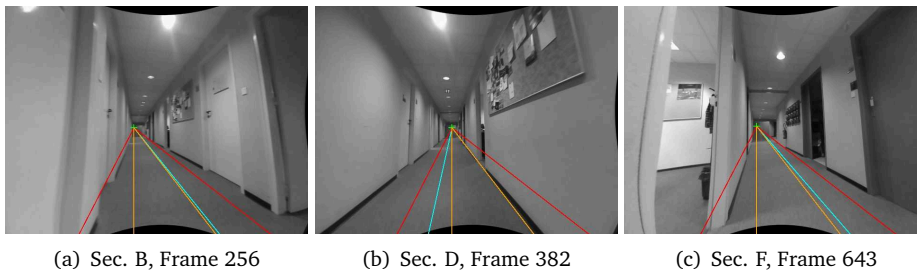 (a) Sec. B, Frame 256
(b) Sec. D, Frame 382
(c) Sec. F, Frame 643